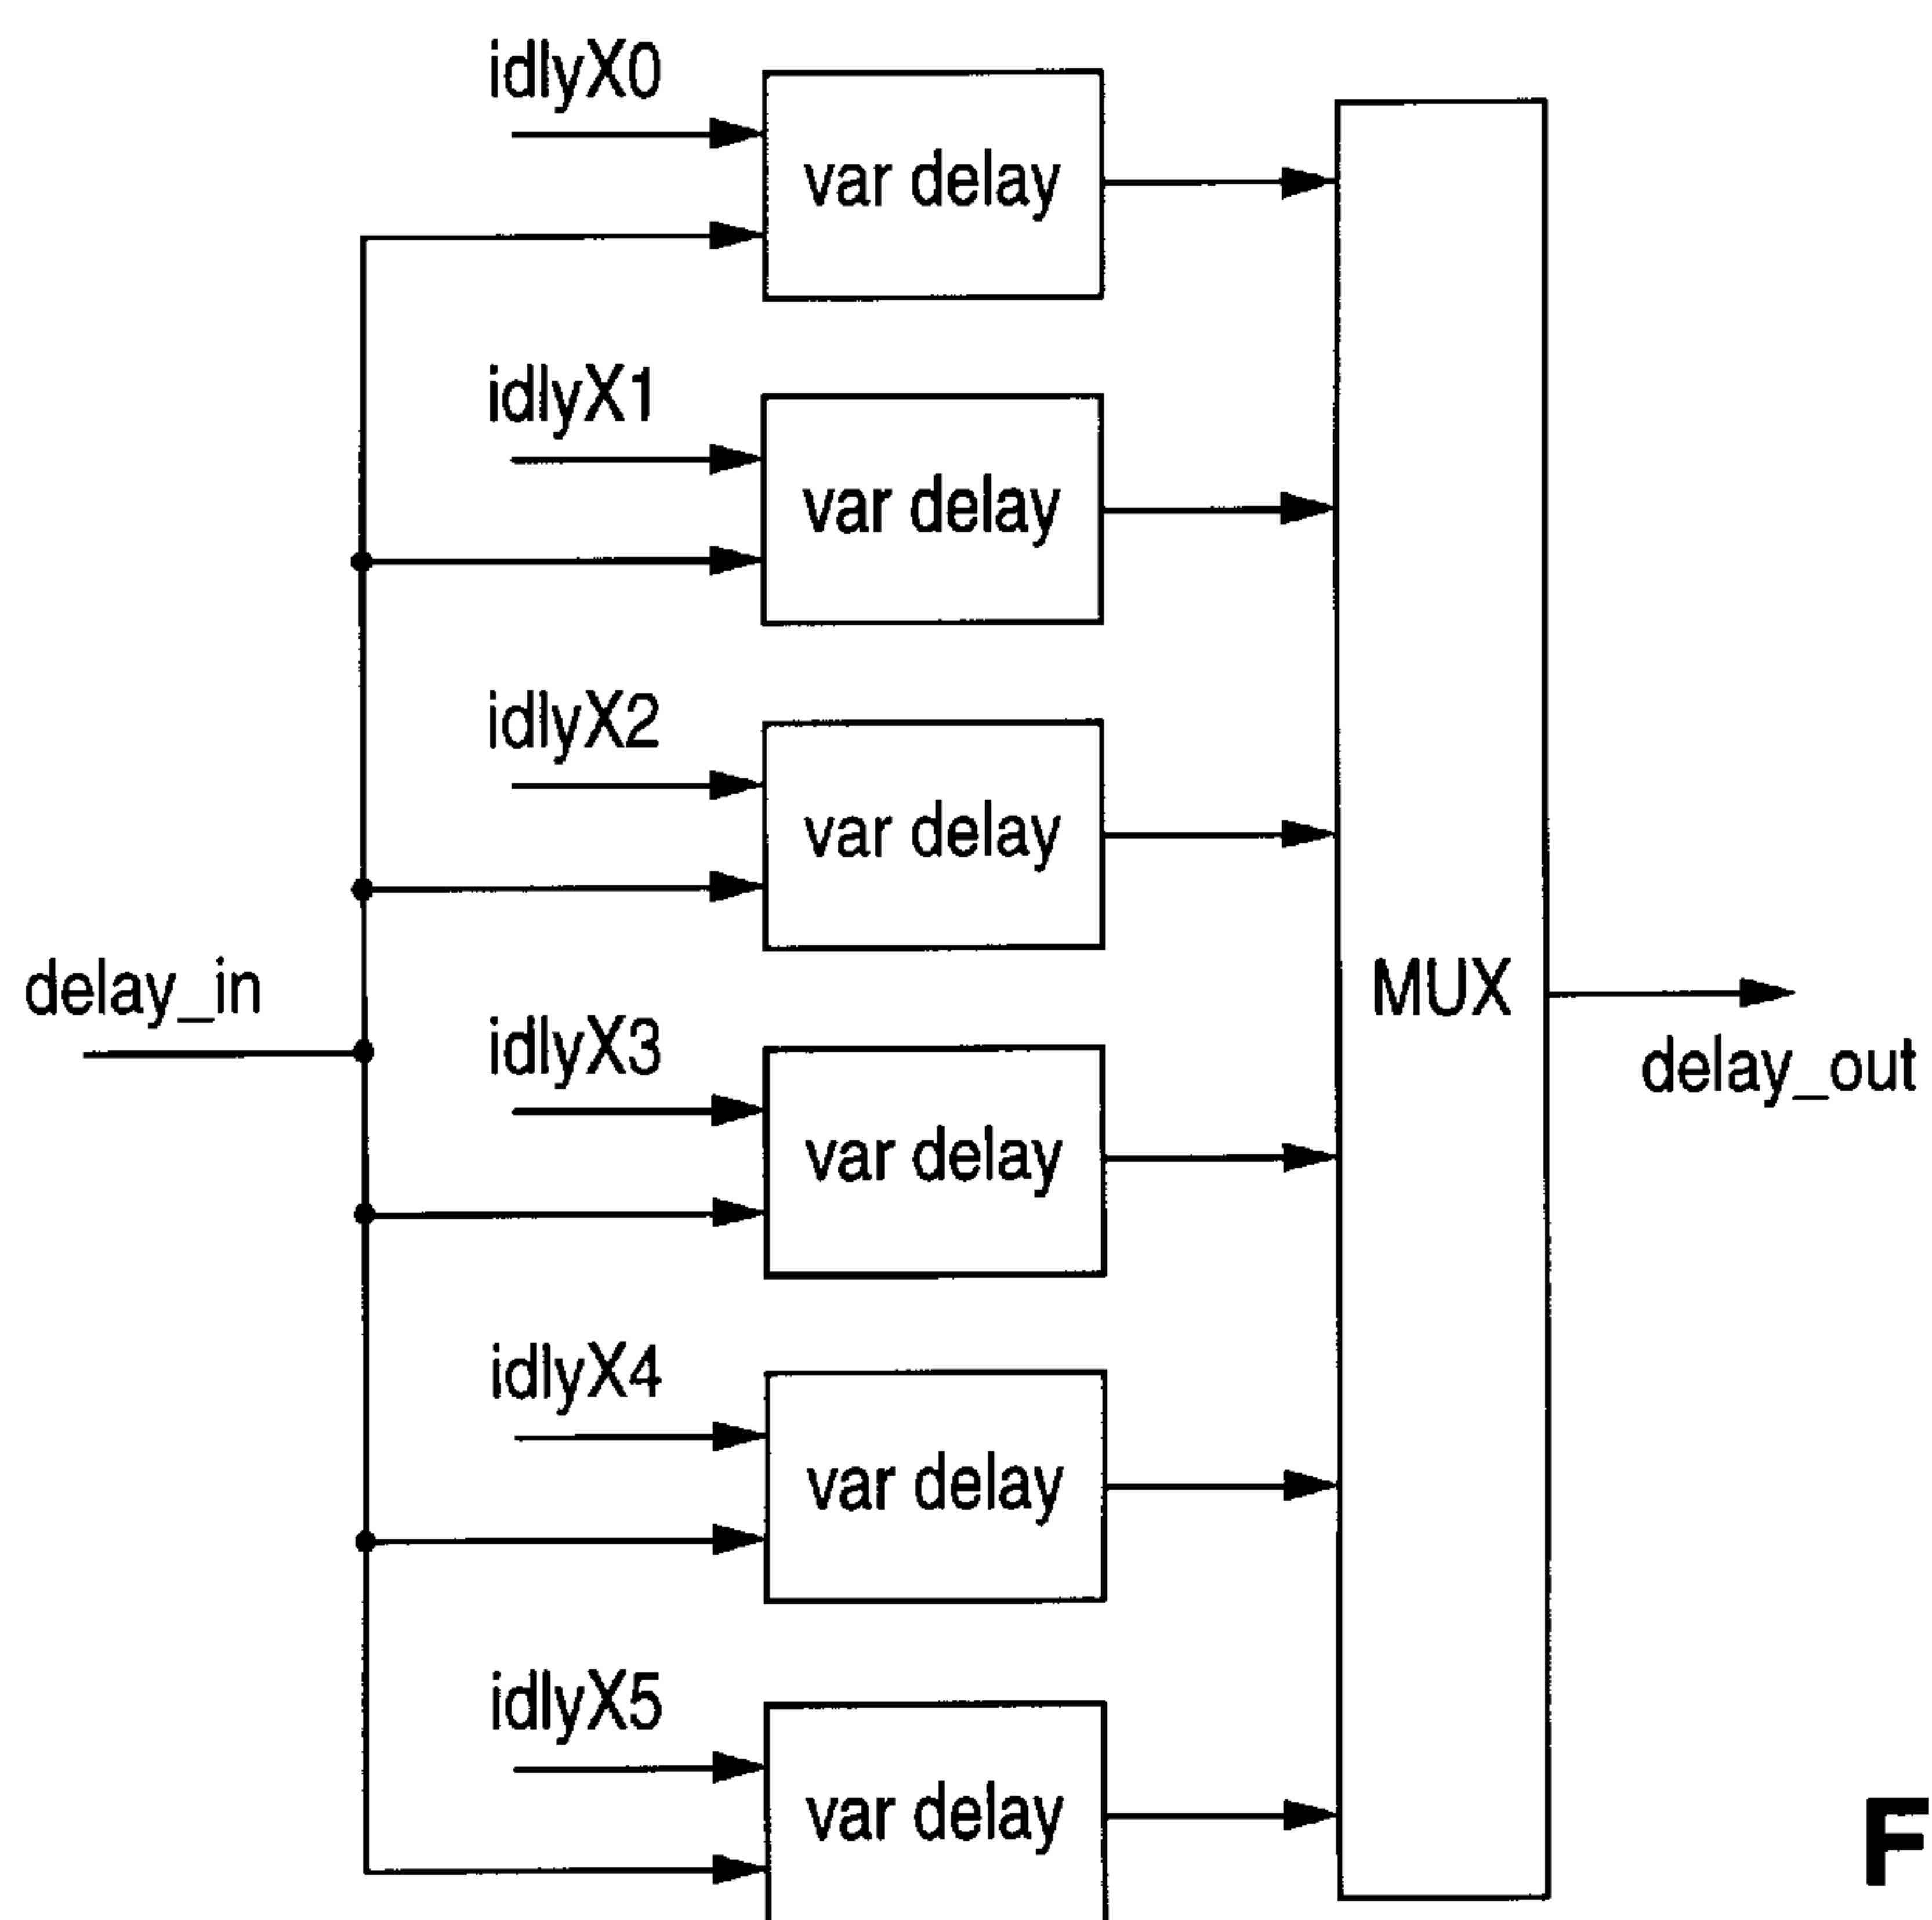 idlyX0
var delay
idlyX1
var delay
idlyX2
var delay
delay_in
MUX
delay_out
idlyX3
var delay
idlyX4
var delay
idlyX5
var delay
F